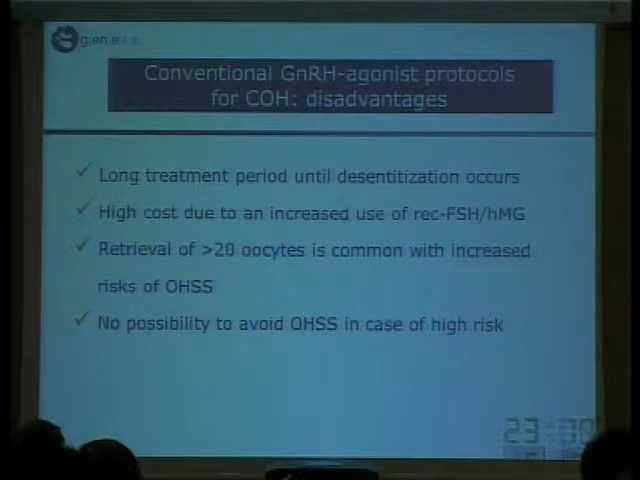 g.en.e.r.a.
Conventional GnRH-agonist protocols
for COH: disadvantages
Long treatment period until desentitization occurs
High cost due to an increased use of rec-FSH/hMG
Retrieval of >20 oocytes is common with increased
risks of OHSS
No possibility to avoid OHSS in case of high risk